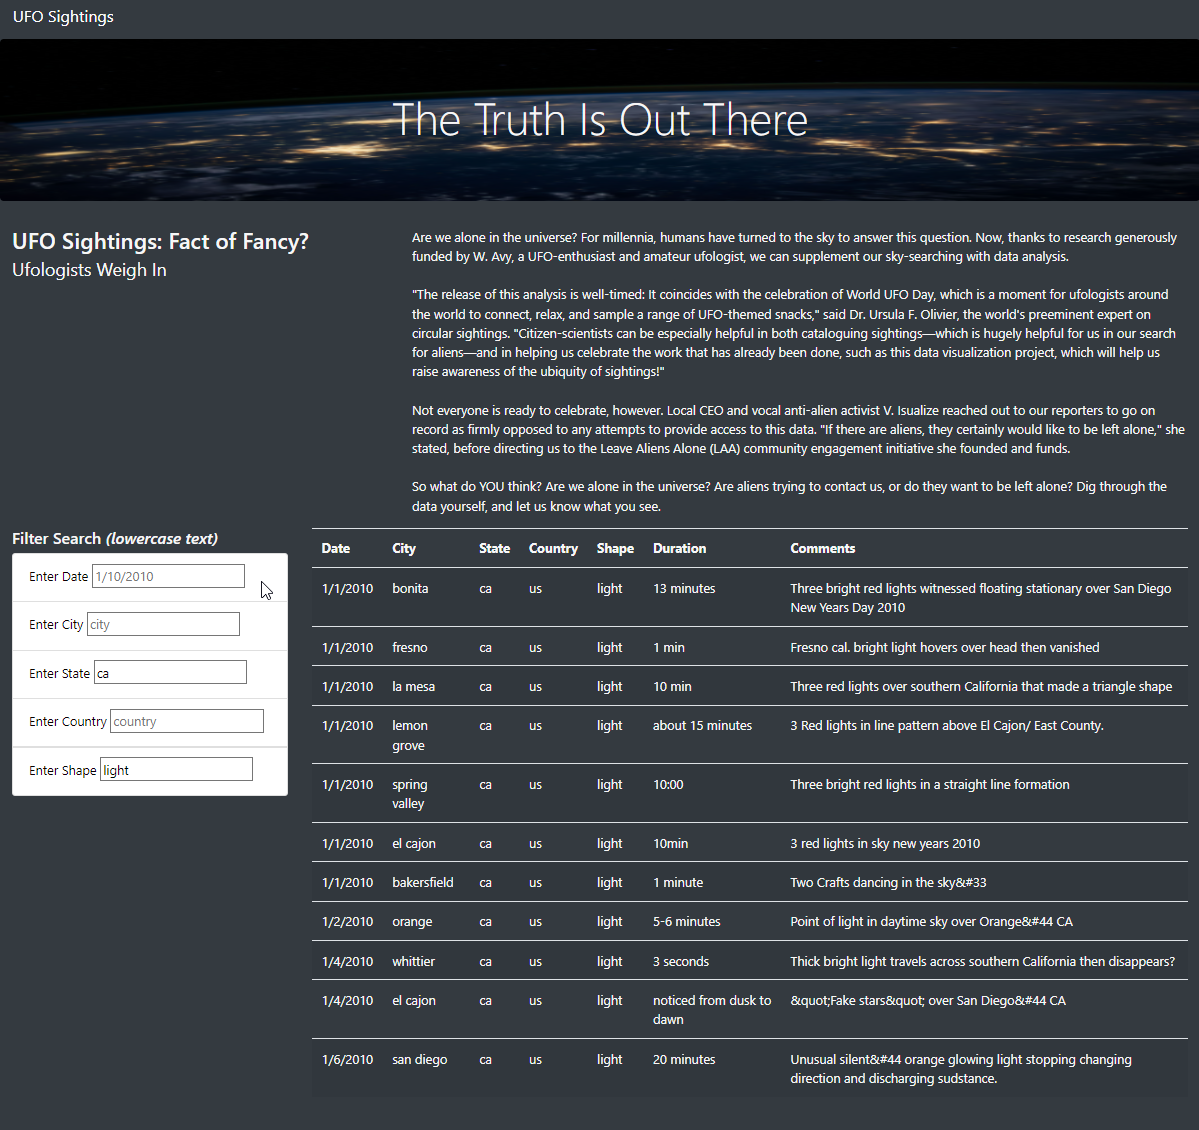 UFO Sightings
The Truth Is Out There
UFO Sightings: Fact of Fancy?
Ufologists Weigh In
Are we alone in the universe? For millennia, humans have turned to the sky to answer this question. Now, thanks to research generously
funded by W. Avy, a UFO-enthusiast and amateur ufologist, we can supplement our sky-searching with data analysis.
"The release of this analysis is well-timed: It coincides with the celebration of World UFO Day, which is a moment for ufologists around
the world to connect, relax, and sample a range of UFO-themed snacks," said Dr. Ursula F. Olivier, the world's preeminent expert on
circular sightings. "Citizen-scientists can be especially helpful in both cataloguing sightings—which is hugely helpful for us in our search
for aliens—and in helping us celebrate the work that has already been done, such as this data visualization project, which will help us
raise awareness of the ubiquity of sightings!"
Not everyone is ready to celebrate, however. Local CEO and vocal anti-alien activist V. Isualize reached out to our reporters to go on
record as firmly opposed to any attempts to provide access to this data. "If there are aliens, they certainly would like to be left alone," she
stated, before directing us to the Leave Aliens Alone (LAA) community engagement initiative she founded and funds.
So what do YOU think? Are we alone in the universe? Are aliens trying to contact us, or do they want to be left alone? Dig through the
data yourself, and let us know what you see.
Filter Search (lowercase text)
Enter Date 1/10/2010
Enter City city
Enter State ca
Enter Country country
Enter Shape light
Date City State Country Shape Duration Comments
1/1/2010 bonita ca us light 13 minutes Three bright red lights witnessed floating stationary over San Diego
New Years Day 2010
1/1/2010 fresno ca us light 1 min Fresno cal. bright light hovers over head then vanished
1/1/2010 la mesa ca us light 10 min Three red lights over southern California that made a triangle shape
1/1/2010 lemon ca us light about 15 minutes 3 Red lights in line pattern above El Cajon/ East County.
grove
1/1/2010 spring ca us light 10:00 Three bright red lights in a straight line formation
valley
1/1/2010 el cajon ca us light 10min 3 red lights in sky new years 2010
1/1/2010 bakersfield ca us light 1 minute Two Crafts dancing in the sky&#33
1/2/2010 orange ca us light 5-6 minutes Point of light in daytime sky over Orange&#44 CA
1/4/2010 whittier ca us light 3 seconds Thick bright light travels across southern California then disappears?
1/4/2010 el cajon ca us light noticed from dusk to &quot;Fake stars&quot; over San Diego&#44 CA
dawn
1/6/2010 san diego ca us light 20 minutes Unusual silent&#44 orange glowing light stopping changing
direction and discharging sudstance.